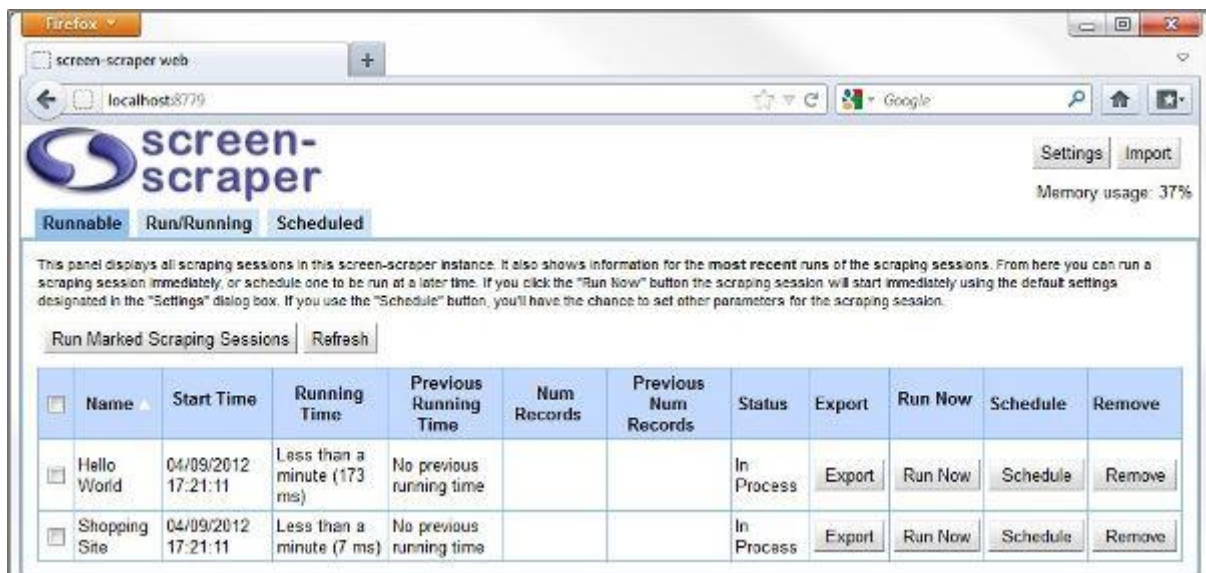 Firefox
screen-scraper web
localhost:8779
Google
screen-
scraper
Settings Import
Memory usage: 37%
Runnable Run/Running Scheduled
This panel displays all scraping sessions in this screen-scraper instance. It also shows information for the most recent runs of the scraping sessions. From here you can run a
scraping session immediately, or schedule one to be run at a later time. If you click the "Run Now" button the scraping session will start immediately using the default settings
designated in the "Settings" dialog box. If you use the "Schedule" button, you'll have the chance to set other parameters for the scraping session.
Run Marked Scraping Sessions Refresh
Name Start Time Running Time Previous Running Time Num Records Previous Num Records Status Export Run Now Schedule Remove
Hello World 04/09/2012 17:21:11 Less than a minute (173 ms) No previous running time In Process Export Run Now Schedule Remove
Shopping Site 04/09/2012 17:21:11 Less than a minute (7 ms) No previous running time In Process Export Run Now Schedule Remove